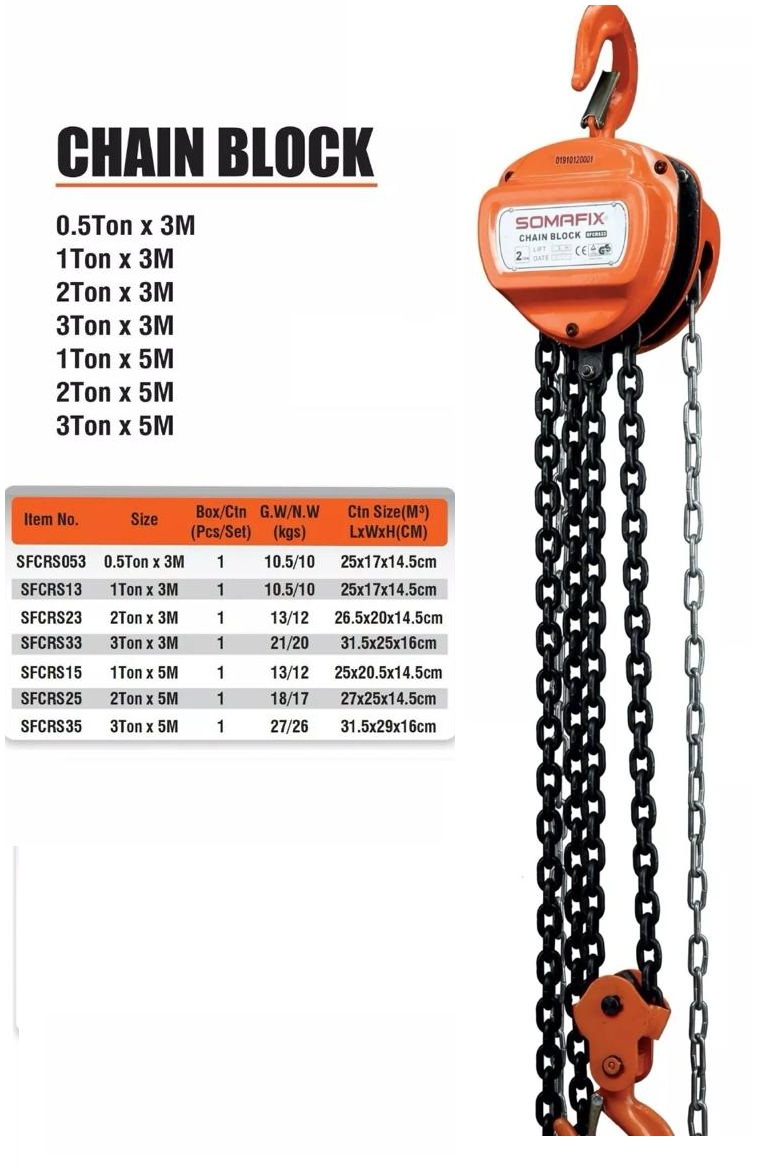 CHAIN BLOCK
0.5Ton x 3M
1Ton x 3M
2Ton x 3M
3Ton x 3M
1Ton x 5M
2Ton x 5M
3Ton x 5M
Item No. Size Box/Ctn (Pcs/Set) G.W/N.W (kgs) Ctn Size(M³) LxWxH(CM)
SFCRS053 0.5Ton x 3M 1 10.5/10 25x17x14.5cm
SFCRS13 1Ton x 3M 1 10.5/10 25x17x14.5cm
SFCRS23 2Ton x 3M 1 13/12 26.5x20x14.5cm
SFCRS33 3Ton x 3M 1 21/20 31.5x25x16cm
SFCRS15 1Ton x 5M 1 13/12 25x20.5x14.5cm
SFCRS25 2Ton x 5M 1 18/17 27x25x14.5cm
SFCRS35 3Ton x 5M 1 27/26 31.5x29x16cm
01910120001
SOMAFIX
CHAIN BLOCK
2 LIFT
DATE
CE GS